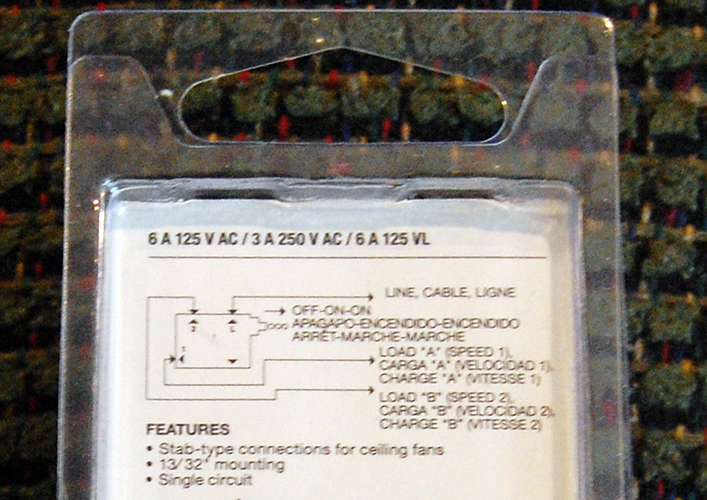 6 A 125 V AC / 3 A 250 V AC / 6 A 125 VL
LINE, CABLE, LIGNE
OFF-ON-ON
APAGAPO-ENCENDIDO-ENCENDIDO
ARRÊT-MARCHE-MARCHE
2 L
1
LOAD "A" (SPEED 1),
CARGA "A" (VELOCIDAD 1),
CHARGE "A" (VITESSE 1)
LOAD "B" (SPEED 2),
CARGA "B" (VELOCIDAD 2),
CHARGE "B" (VITESSE 2)
FEATURES
• Stab-type connections for ceiling fans
• 13/32" mounting
• Single circuit